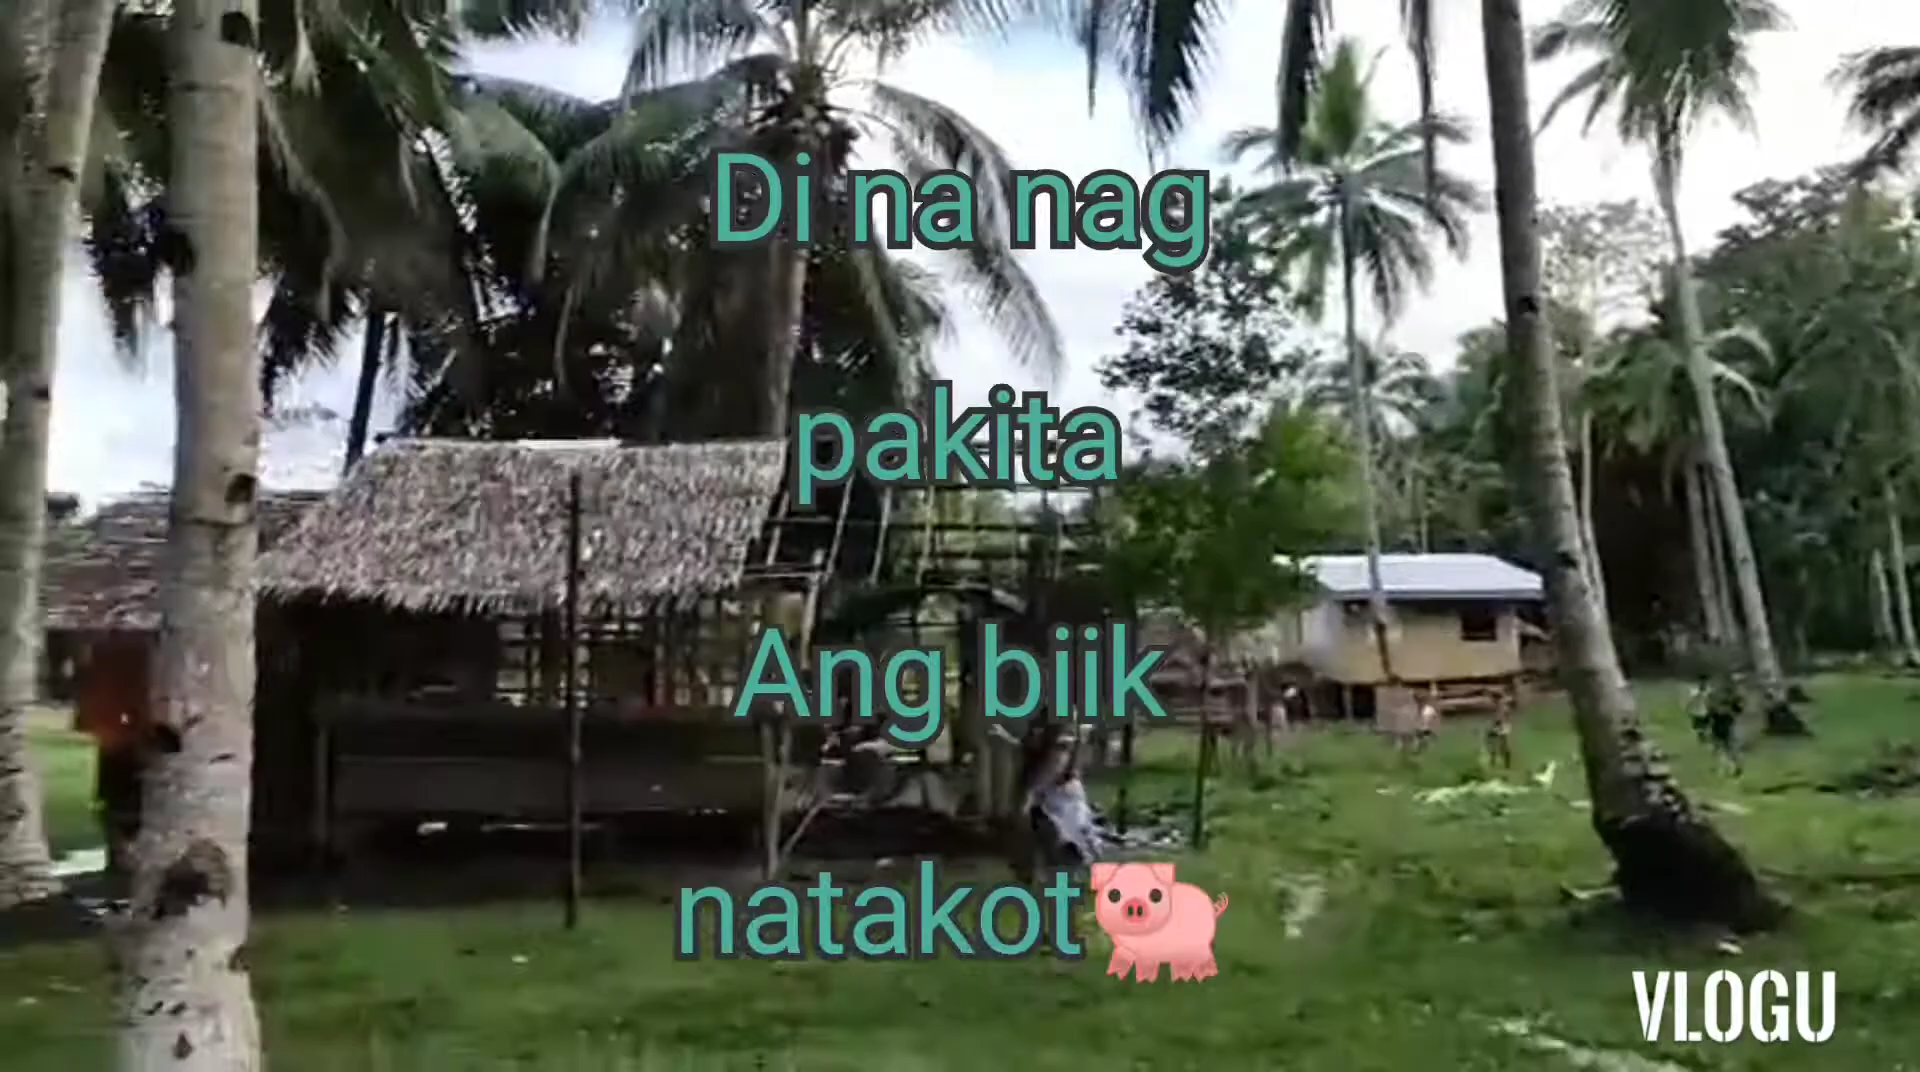 Di na nag
pakita
Ang biik
natakot🐷
VLOGU